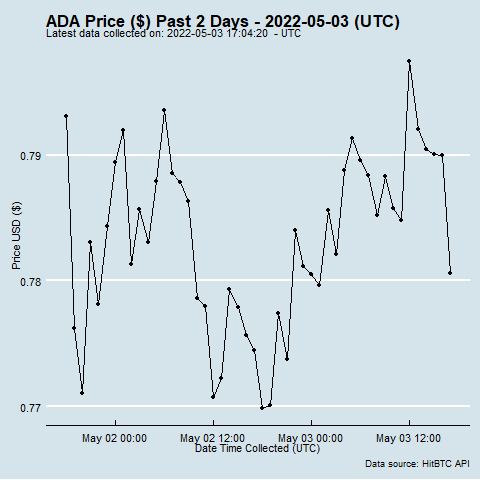 ADA Price ($) Past 2 Days - 2022-05-03 (UTC)
Latest data collected on: 2022-05-03 17:04:20 - UTC
0.79
0.78
0.77
Price USD ($)
May 02 00:00 May 02 12:00 May 03 00:00 May 03 12:00
Date Time Collected (UTC)
Data source: HitBTC API